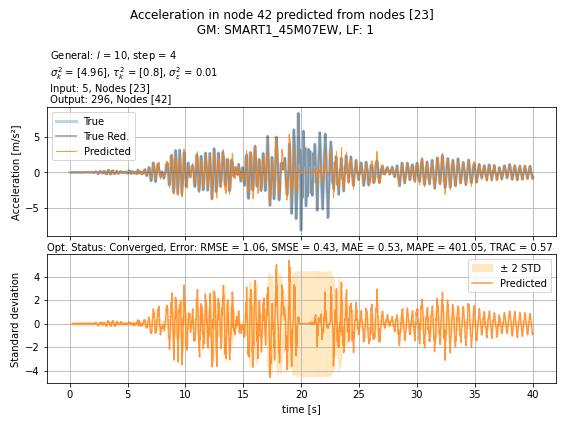 Acceleration in node 42 predicted from nodes [23]
GM: SMART1_45M07EW, LF: 1
General: l = 10, step = 4
σ²ₖ = [4.96], τ²ₖ = [0.8], σ²ε = 0.01
Input: 5, Nodes [23]
Output: 296, Nodes [42]
True
True Red.
Predicted
Acceleration [m/s²]
5
0
−5
Opt. Status: Converged, Error: RMSE = 1.06, SMSE = 0.43, MAE = 0.53, MAPE = 401.05, TRAC = 0.57
± 2 STD
Predicted
Standard deviation
4
2
0
−2
−4
0 5 10 15 20 25 30 35 40
time [s]